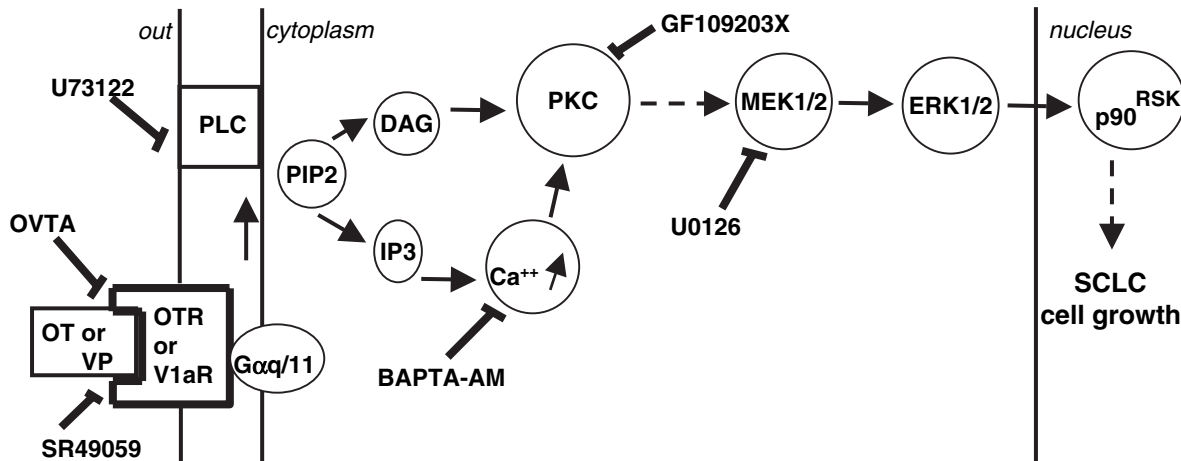 out
cytoplasm
nucleus
GF109203X
U73122
PLC
DAG
PKC
MEK1/2
ERK1/2
p90RSK
PIP2
OVTA
IP3
Ca++
U0126
BAPTA-AM
OT or
VP
OTR
or
V1aR
Gαq/11
SR49059
SCLC
cell growth